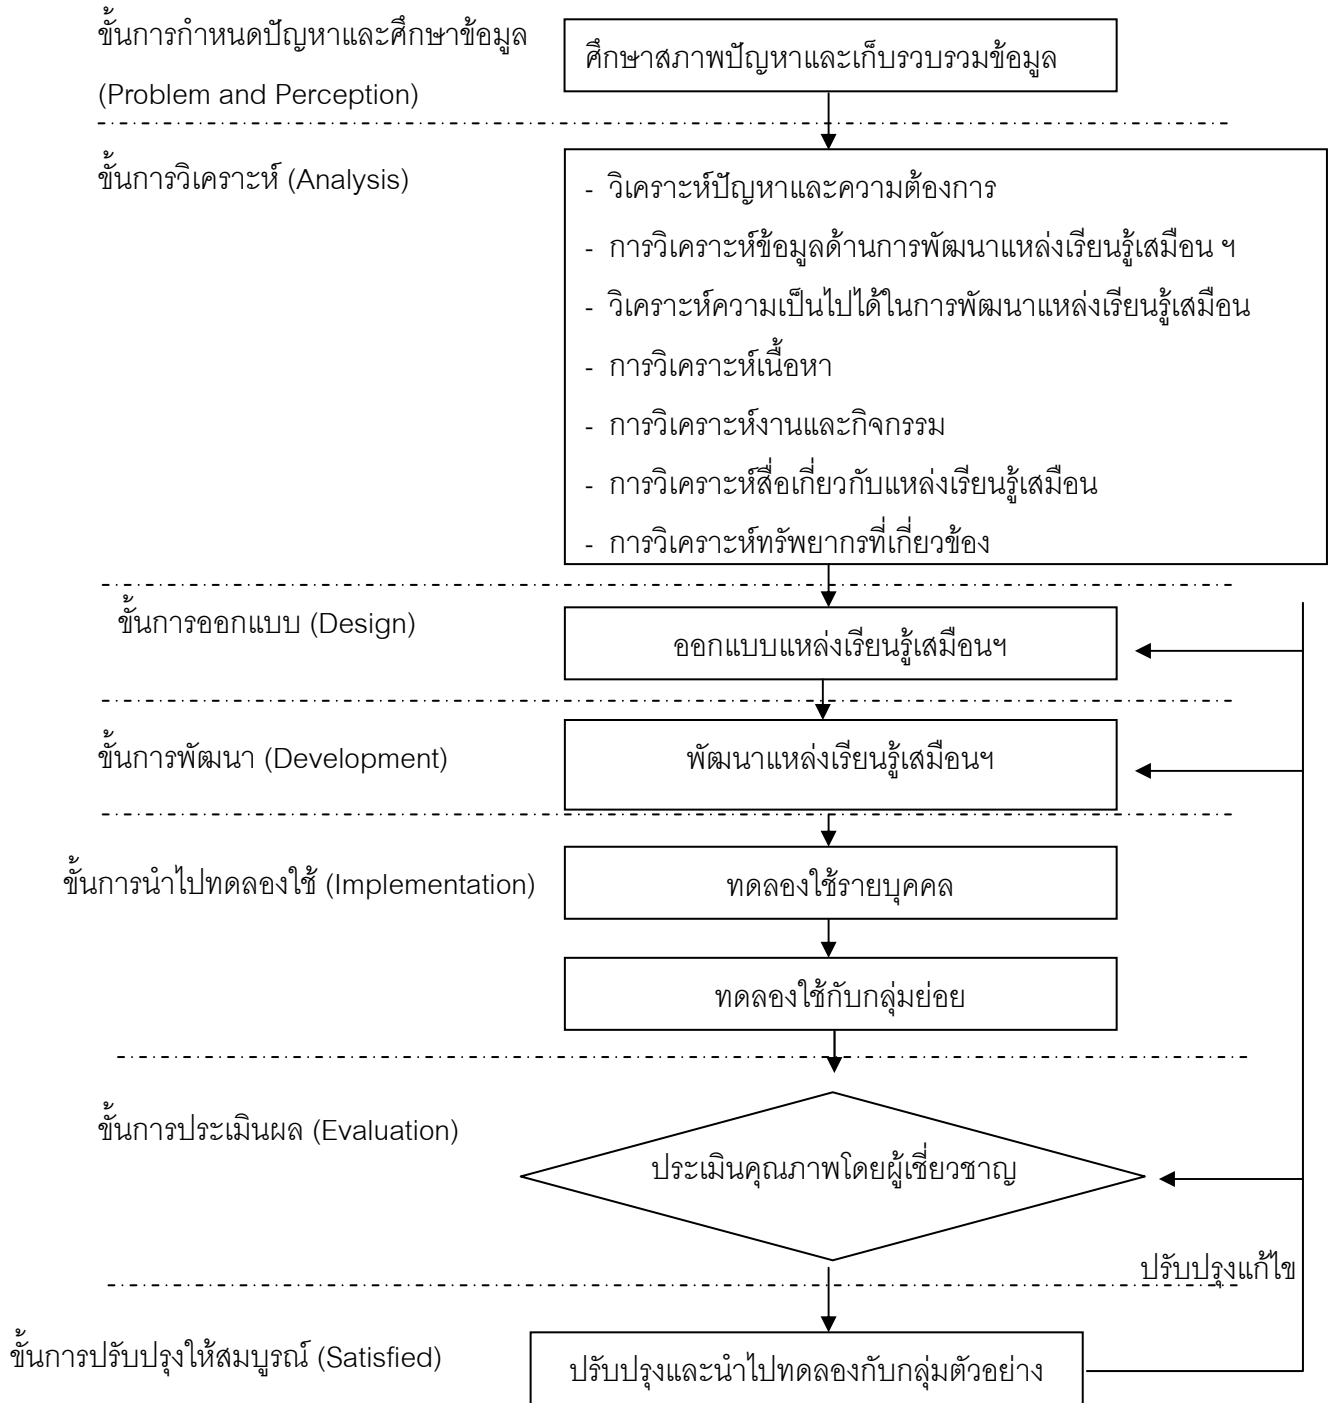 ขั้นการกำหนดปัญหาและศึกษาข้อมูล
(Problem and Perception)
ศึกษาสภาพปัญหาและเก็บรวบรวมข้อมูล
ขั้นการวิเคราะห์ (Analysis)
- วิเคราะห์ปัญหาและความต้องการ
- การวิเคราะห์ข้อมูลด้านการพัฒนาแหล่งเรียนรู้เสมือน ฯ
- วิเคราะห์ความเป็นไปได้ในการพัฒนาแหล่งเรียนรู้เสมือน
- การวิเคราะห์เนื้อหา
- การวิเคราะห์งานและกิจกรรม
- การวิเคราะห์สื่อเกี่ยวกับแหล่งเรียนรู้เสมือน
- การวิเคราะห์ทรัพยากรที่เกี่ยวข้อง
ขั้นการออกแบบ (Design)
ออกแบบแหล่งเรียนรู้เสมือนฯ
ขั้นการพัฒนา (Development)
พัฒนาแหล่งเรียนรู้เสมือนฯ
ขั้นการนำไปทดลองใช้ (Implementation)
ทดลองใช้รายบุคคล
ทดลองใช้กับกลุ่มย่อย
ขั้นการประเมินผล (Evaluation)
ประเมินคุณภาพโดยผู้เชี่ยวชาญ
ปรับปรุงแก้ไข
ขั้นการปรับปรุงให้สมบูรณ์ (Satisfied)
ปรับปรุงและนำไปทดลองกับกลุ่มตัวอย่าง